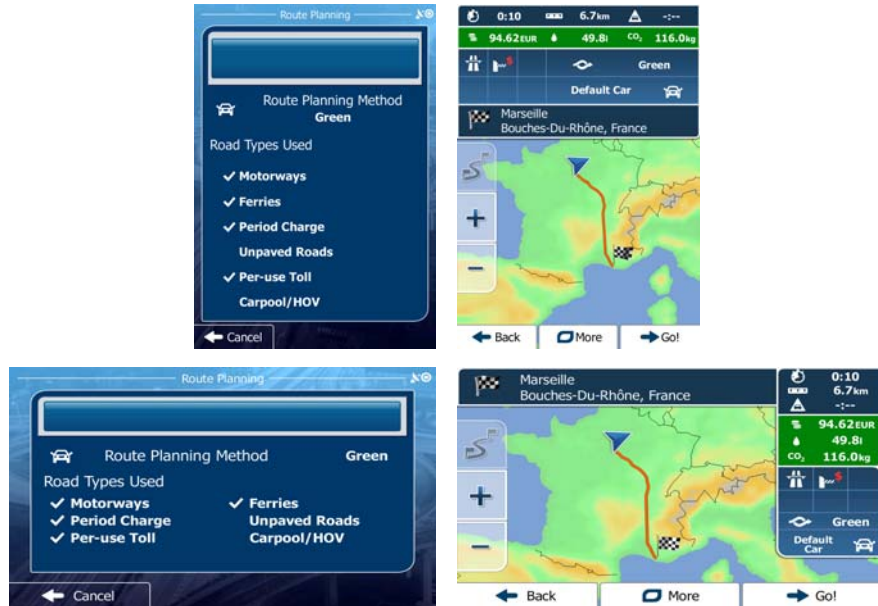 Route Planning
Route Planning Method
Green
Road Types Used
Motorways
Ferries
Period Charge
Unpaved Roads
Per-use Toll
Carpool/HOV
Cancel
0:10 6.7km -:--
94.62EUR 49.8l CO₂ 116.0kg
Green
Default Car
Marseille
Bouches-Du-Rhône, France
Back More Go!
Route Planning
Route Planning Method Green
Road Types Used
Motorways Ferries
Period Charge Unpaved Roads
Per-use Toll Carpool/HOV
Cancel
Marseille
Bouches-Du-Rhône, France
0:10
6.7km
-:--
94.62EUR
49.8l
CO₂ 116.0kg
Green
Default
Car
Back More Go!